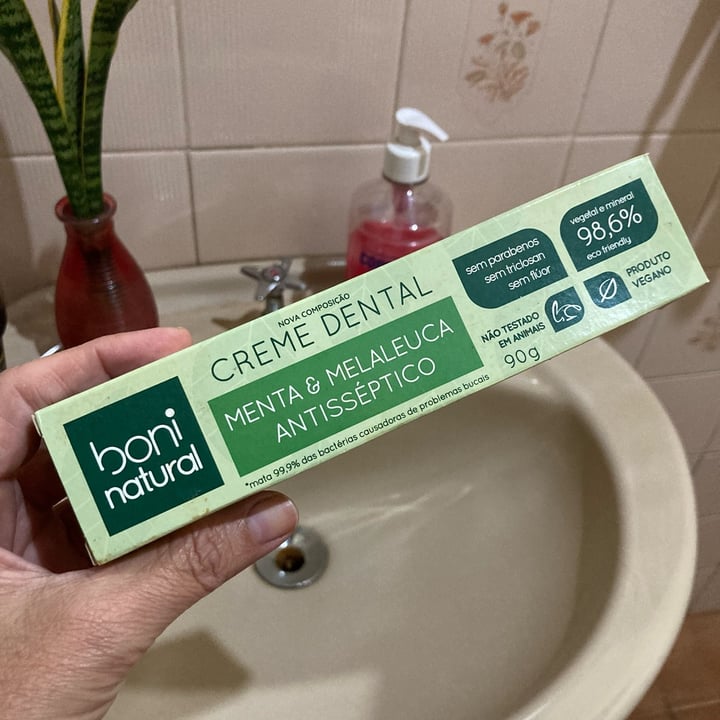 boni
natural
NOVA COMPOSIÇÃO
CREME DENTAL
MENTA & MELALEUCA
ANTISSÉPTICO
*mata 99,9% das bactérias causadoras de problemas bucais
sem parabenos
sem triclosan
sem flúor
vegetal e mineral
98,6%
eco friendly
NÃO TESTADO
EM ANIMAIS
PRODUTO
VEGANO
90g